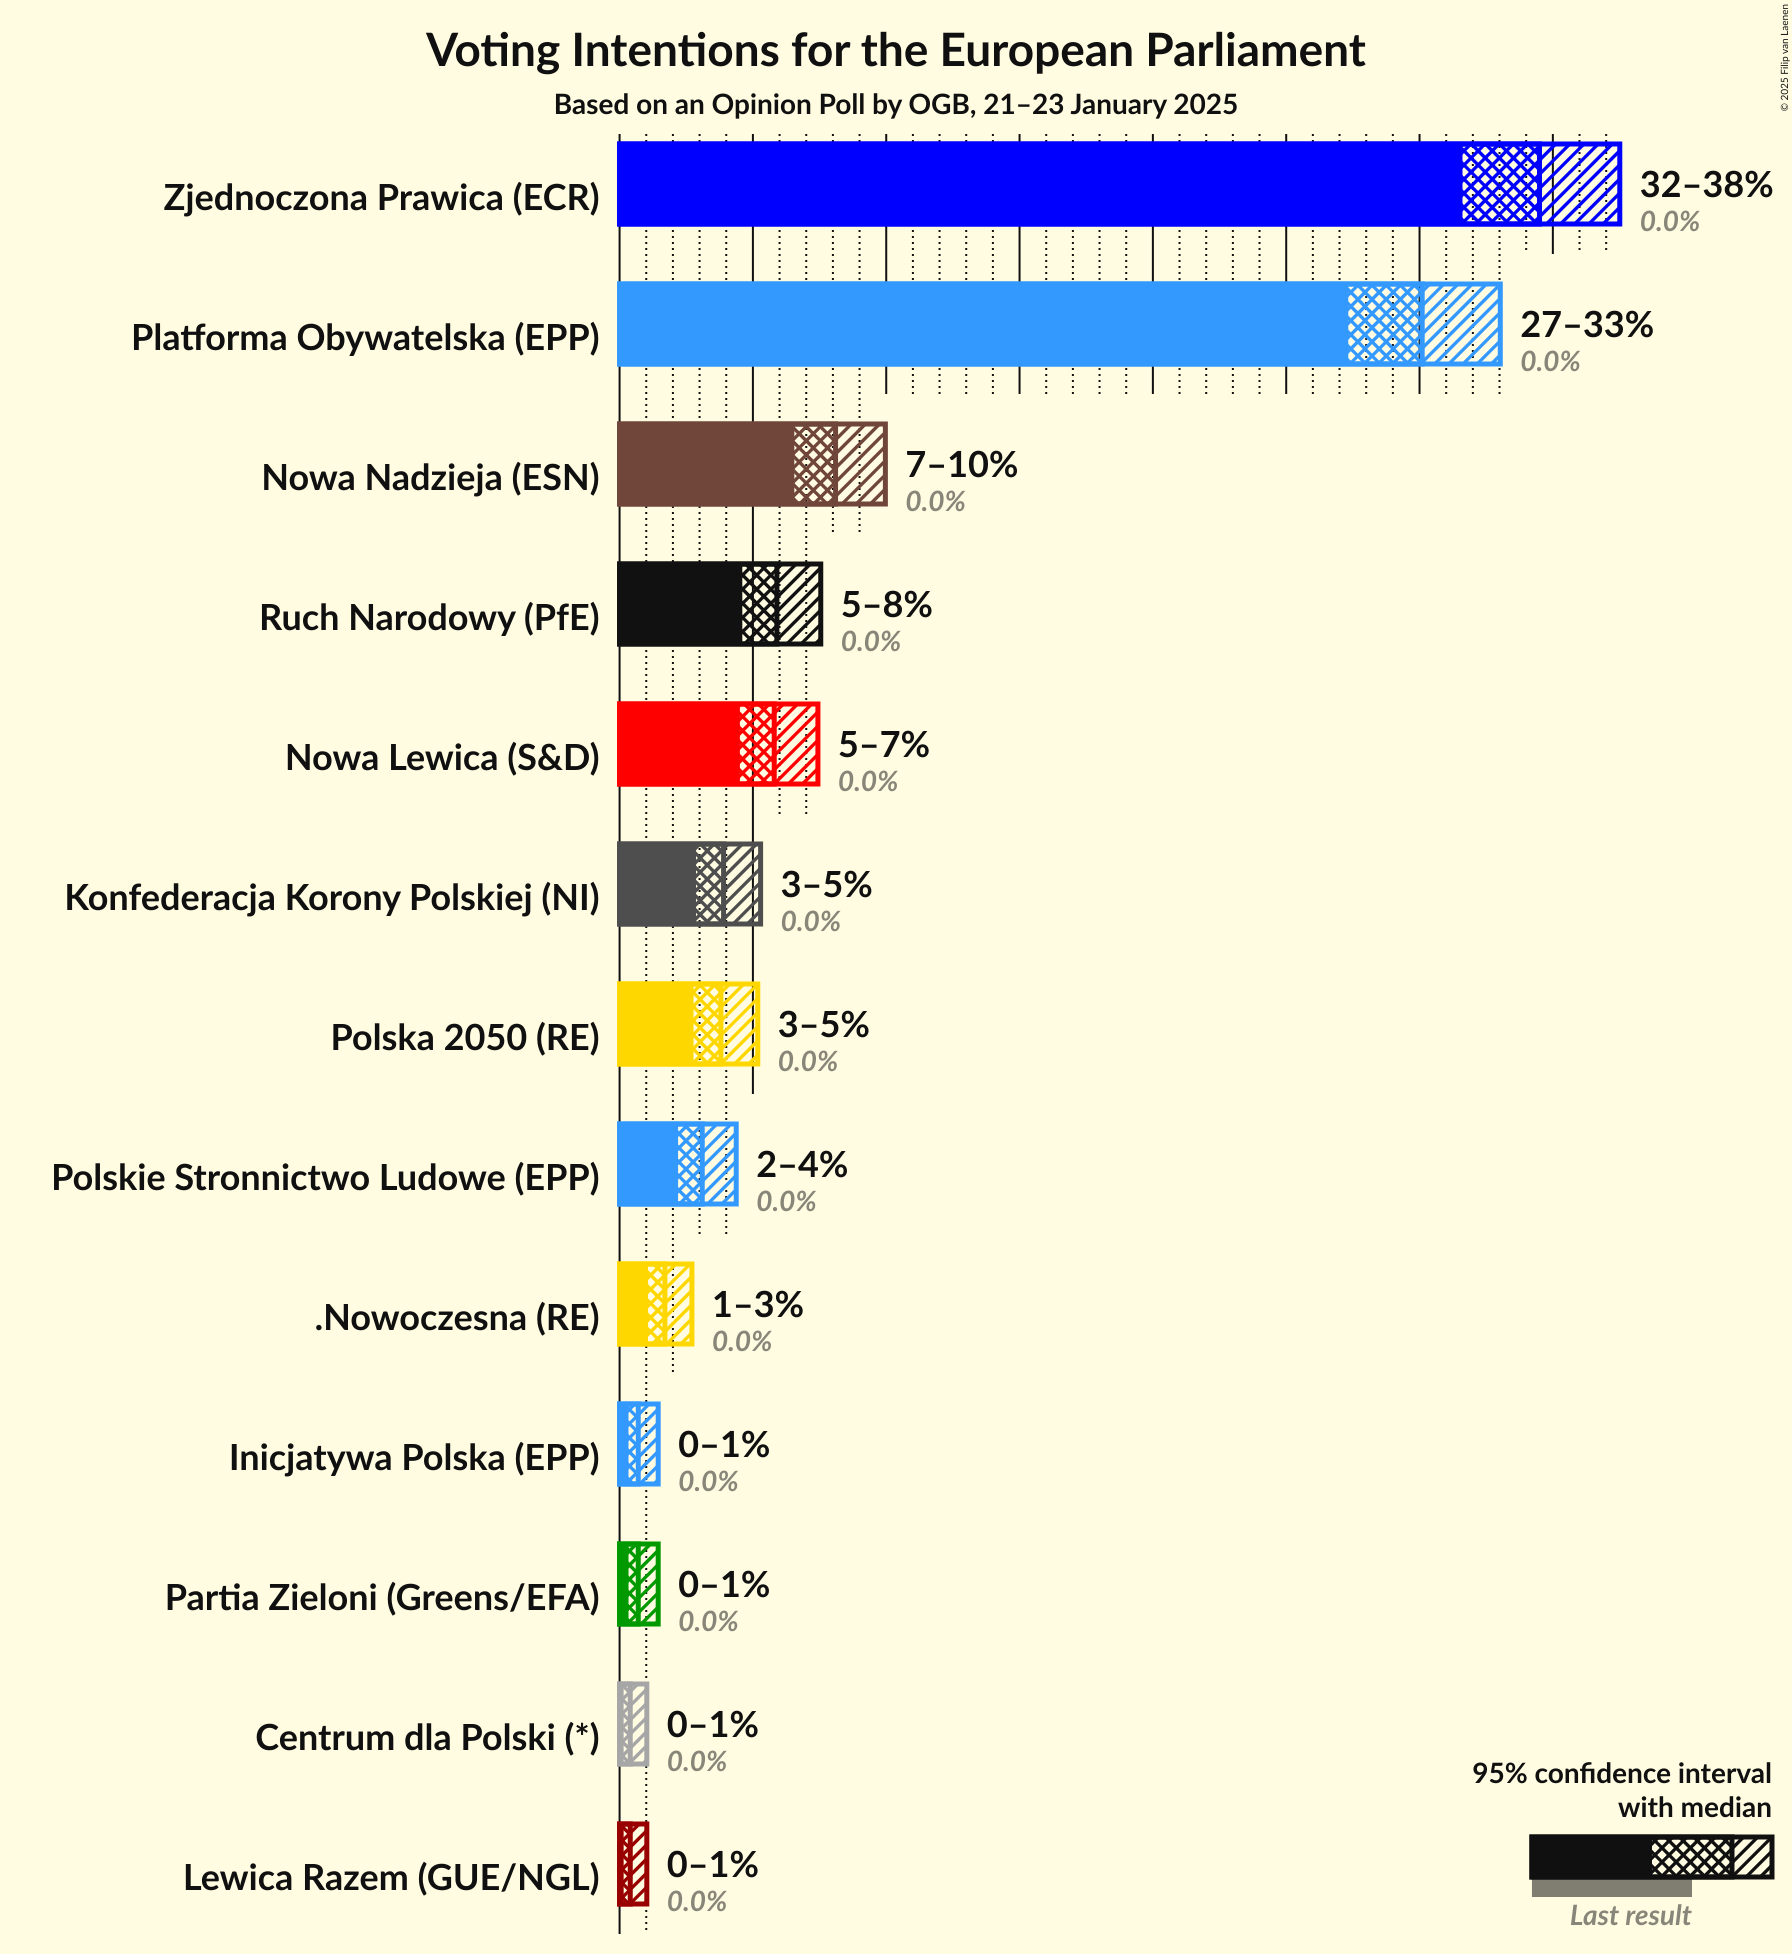 Voting Intentions for the European Parliament
Based on an Opinion Poll by OGB, 21–23 January 2025
© 2025 Filip van Laenen
Zjednoczona Prawica (ECR)
32–38%
0.0%
Platforma Obywatelska (EPP)
27–33%
0.0%
Nowa Nadzieja (ESN)
7–10%
0.0%
Ruch Narodowy (PfE)
5–8%
0.0%
Nowa Lewica (S&D)
5–7%
0.0%
Konfederacja Korony Polskiej (NI)
3–5%
0.0%
Polska 2050 (RE)
3–5%
0.0%
Polskie Stronnictwo Ludowe (EPP)
2–4%
0.0%
.Nowoczesna (RE)
1–3%
0.0%
Inicjatywa Polska (EPP)
0–1%
0.0%
Partia Zieloni (Greens/EFA)
0–1%
0.0%
Centrum dla Polski (*)
0–1%
0.0%
Lewica Razem (GUE/NGL)
0–1%
0.0%
95% confidence interval
with median
Last result